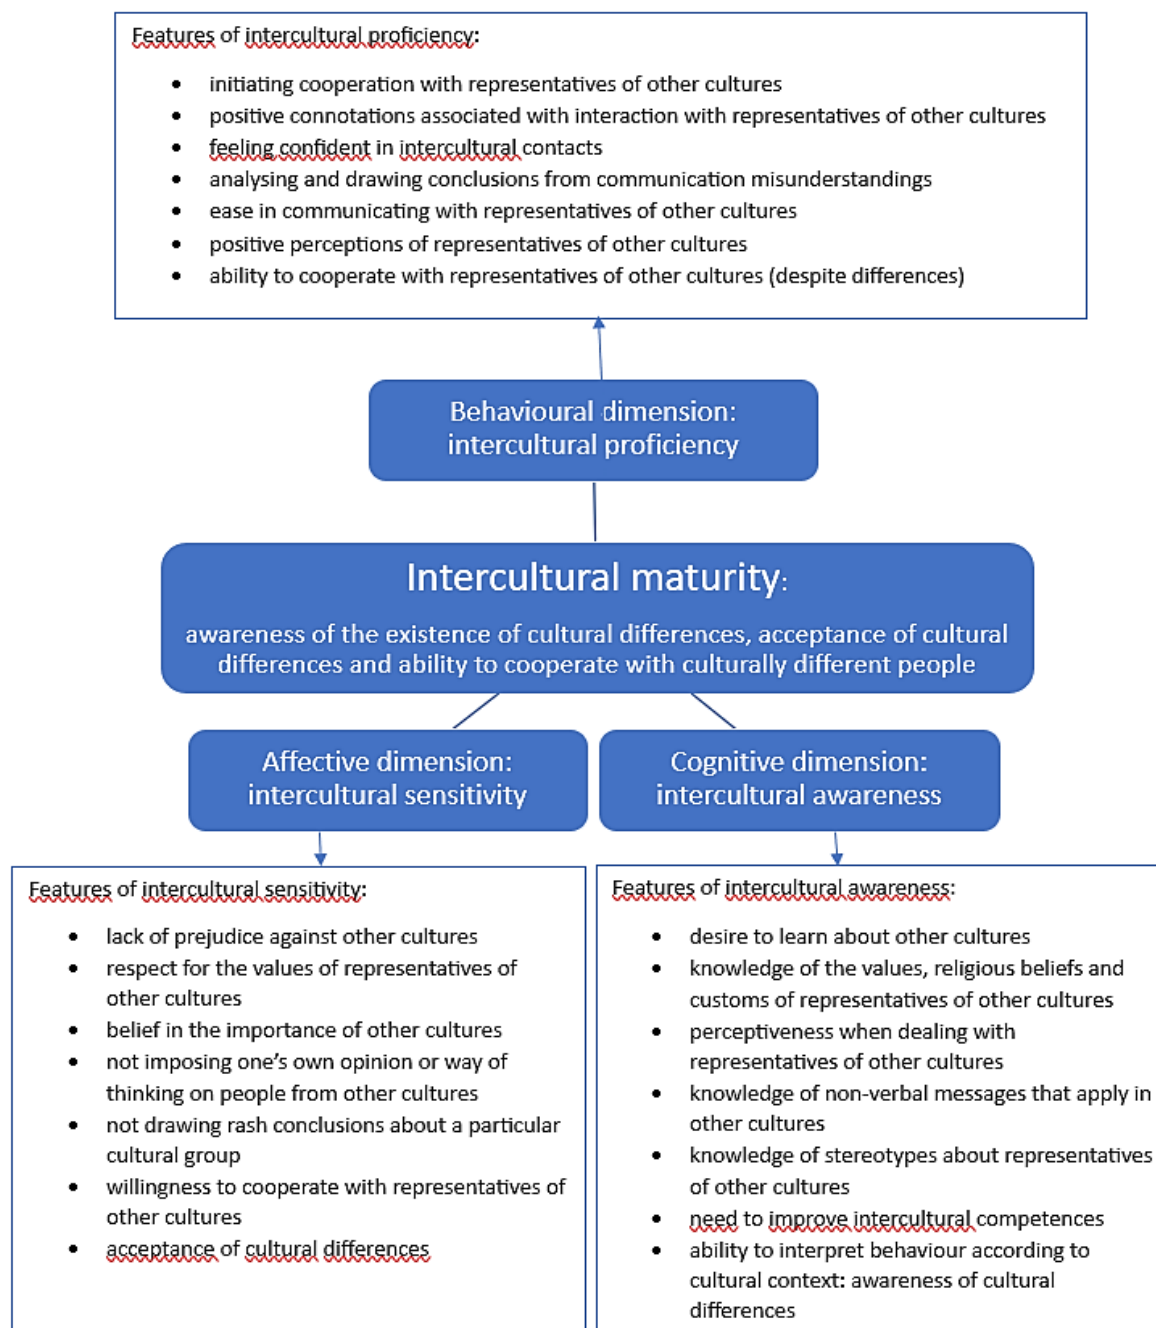 Features of intercultural proficiency:
• initiating cooperation with representatives of other cultures
• positive connotations associated with interaction with representatives of other cultures
• feeling confident in intercultural contacts
• analysing and drawing conclusions from communication misunderstandings
• ease in communicating with representatives of other cultures
• positive perceptions of representatives of other cultures
• ability to cooperate with representatives of other cultures (despite differences)
Behavioural dimension:
intercultural proficiency
Intercultural maturity:
awareness of the existence of cultural differences, acceptance of cultural
differences and ability to cooperate with culturally different people
Affective dimension:
intercultural sensitivity
Cognitive dimension:
intercultural awareness
Features of intercultural sensitivity:
• lack of prejudice against other cultures
• respect for the values of representatives of
other cultures
• belief in the importance of other cultures
• not imposing one's own opinion or way of
thinking on people from other cultures
• not drawing rash conclusions about a particular
cultural group
• willingness to cooperate with representatives of
other cultures
• acceptance of cultural differences
Features of intercultural awareness:
• desire to learn about other cultures
• knowledge of the values, religious beliefs and
customs of representatives of other cultures
• perceptiveness when dealing with
representatives of other cultures
• knowledge of non-verbal messages that apply in
other cultures
• knowledge of stereotypes about representatives
of other cultures
• need to improve intercultural competences
• ability to interpret behaviour according to
cultural context: awareness of cultural
differences